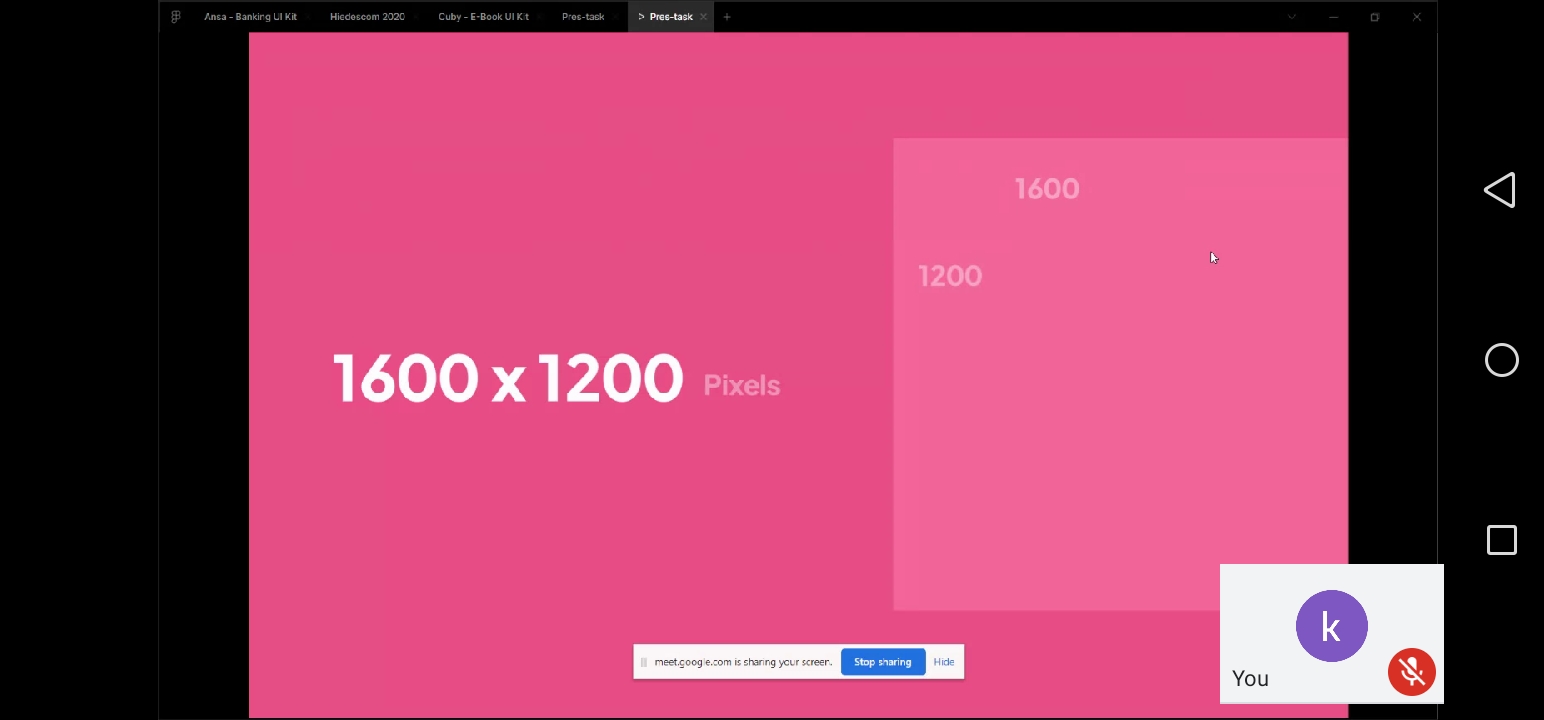 Ansa - Banking UI Kit
Hiedescom 2020
Cuby - E-Book UI Kit
Pres-task
> Pres-task
1600
1200
1600 x 1200 Pixels
meet.google.com is sharing your screen.
Stop sharing
Hide
k
You